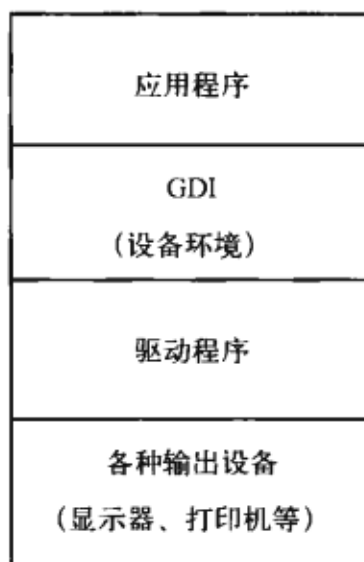 应用程序
GDI
（设备环境）
驱动程序
各种输出设备
（显示器、打印机等）